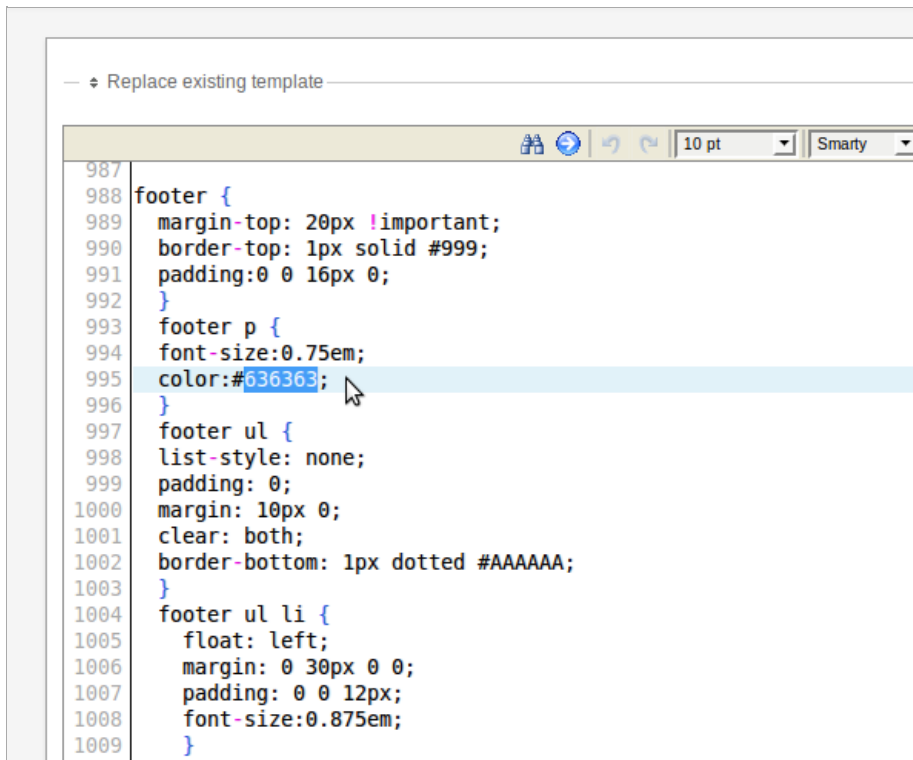 Replace existing template
10 pt Smarty
987
988 footer {
989 margin-top: 20px !important;
990 border-top: 1px solid #999;
991 padding:0 0 16px 0;
992 }
993 footer p {
994 font-size:0.75em;
995 color:#636363;
996 }
997 footer ul {
998 list-style: none;
999 padding: 0;
1000 margin: 10px 0;
1001 clear: both;
1002 border-bottom: 1px dotted #AAAAAA;
1003 }
1004 footer ul li {
1005 float: left;
1006 margin: 0 30px 0 0;
1007 padding: 0 0 12px;
1008 font-size:0.875em;
1009 }